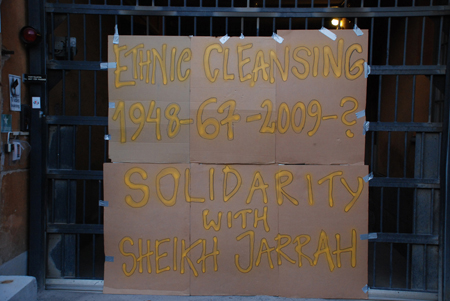 ETHNIC CLEANSING
1948-67-2009-?
SOLIDARITY
WITH
SHEIKH JARRAH